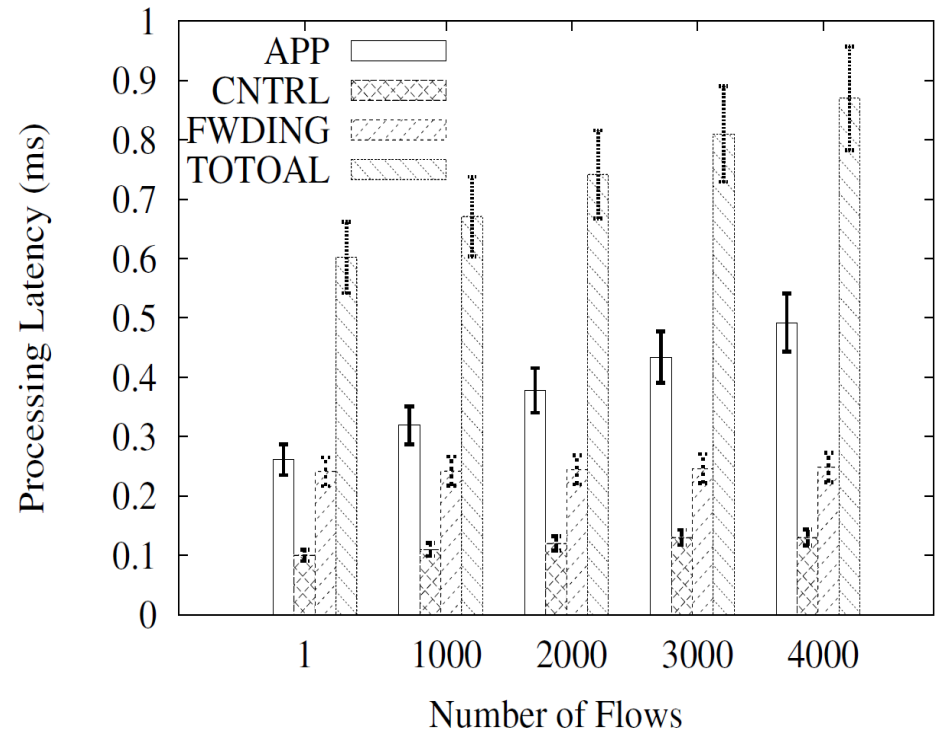 Processing Latency (ms)
1
0.9
0.8
0.7
0.6
0.5
0.4
0.3
0.2
0.1
0
APP
CNTRL
FWDING
TOTOAL
1 1000 2000 3000 4000
Number of Flows